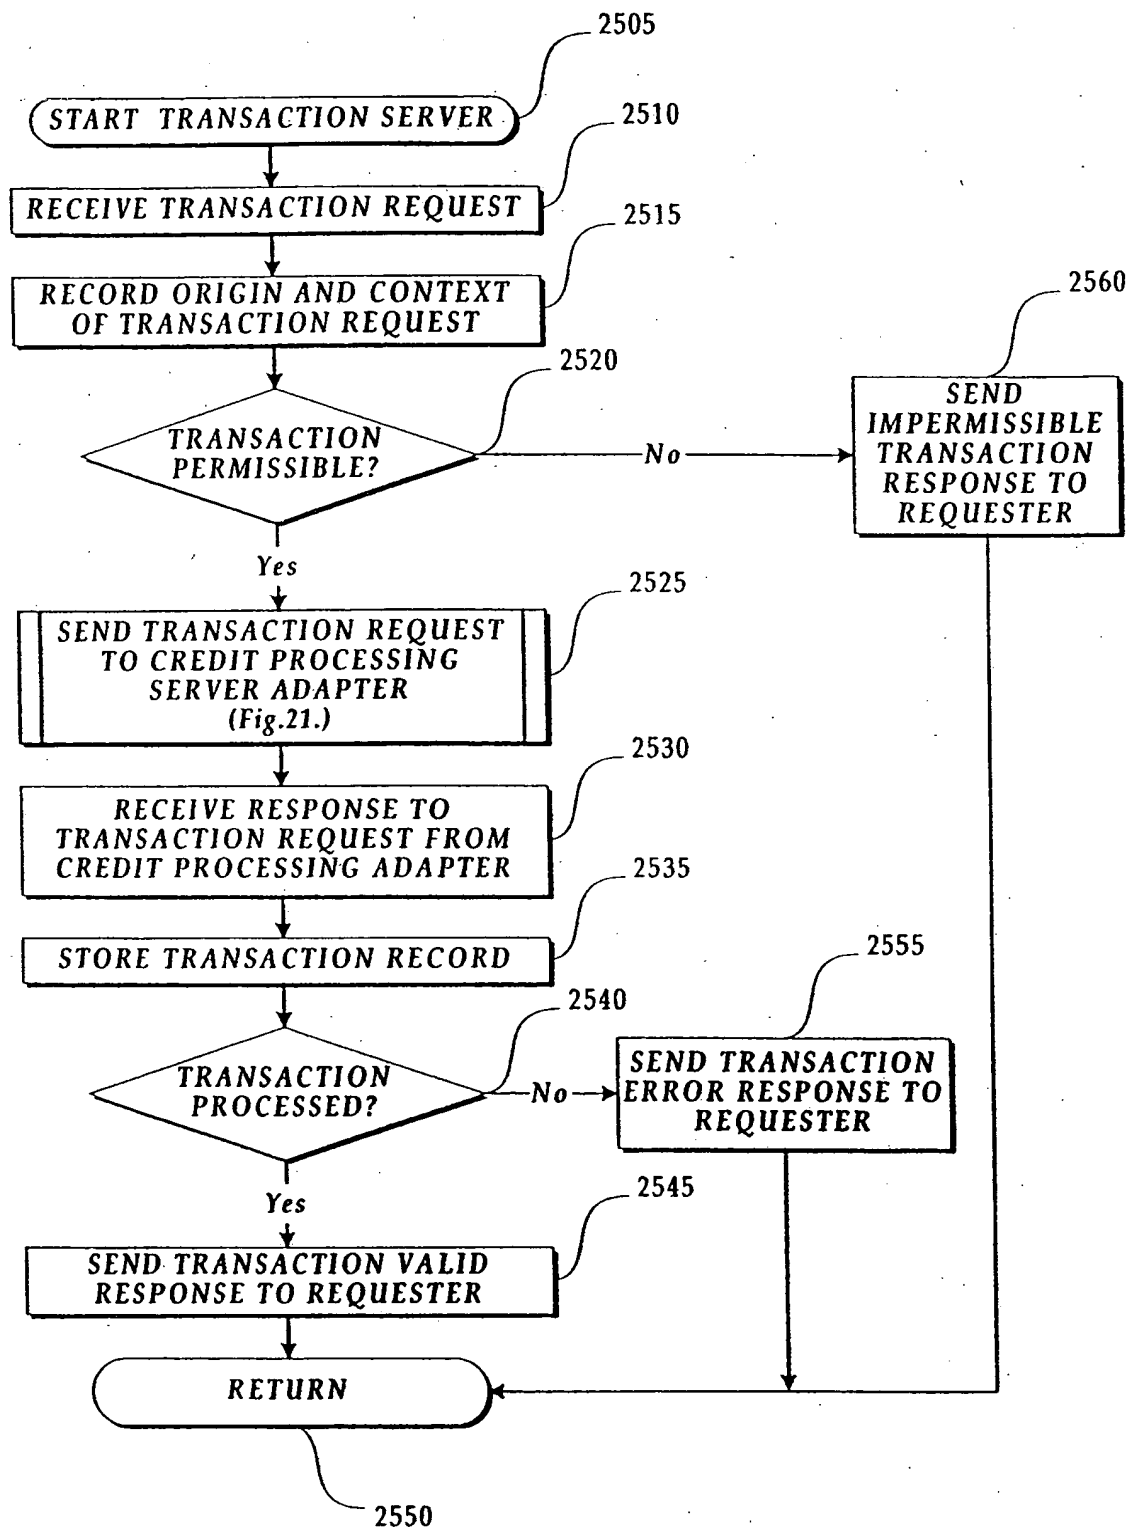 2505
START TRANSACTION SERVER
2510
RECEIVE TRANSACTION REQUEST
2515
RECORD ORIGIN AND CONTEXT
OF TRANSACTION REQUEST
2520
TRANSACTION
PERMISSIBLE?
No
2560
SEND
IMPERMISSIBLE
TRANSACTION
RESPONSE TO
REQUESTER
Yes
2525
SEND TRANSACTION REQUEST
TO CREDIT PROCESSING
SERVER ADAPTER
(Fig.21.)
2530
RECEIVE RESPONSE TO
TRANSACTION REQUEST FROM
CREDIT PROCESSING ADAPTER
2535
STORE TRANSACTION RECORD
2540
TRANSACTION
PROCESSED?
No
2555
SEND TRANSACTION
ERROR RESPONSE TO
REQUESTER
Yes
2545
SEND TRANSACTION VALID
RESPONSE TO REQUESTER
RETURN
2550